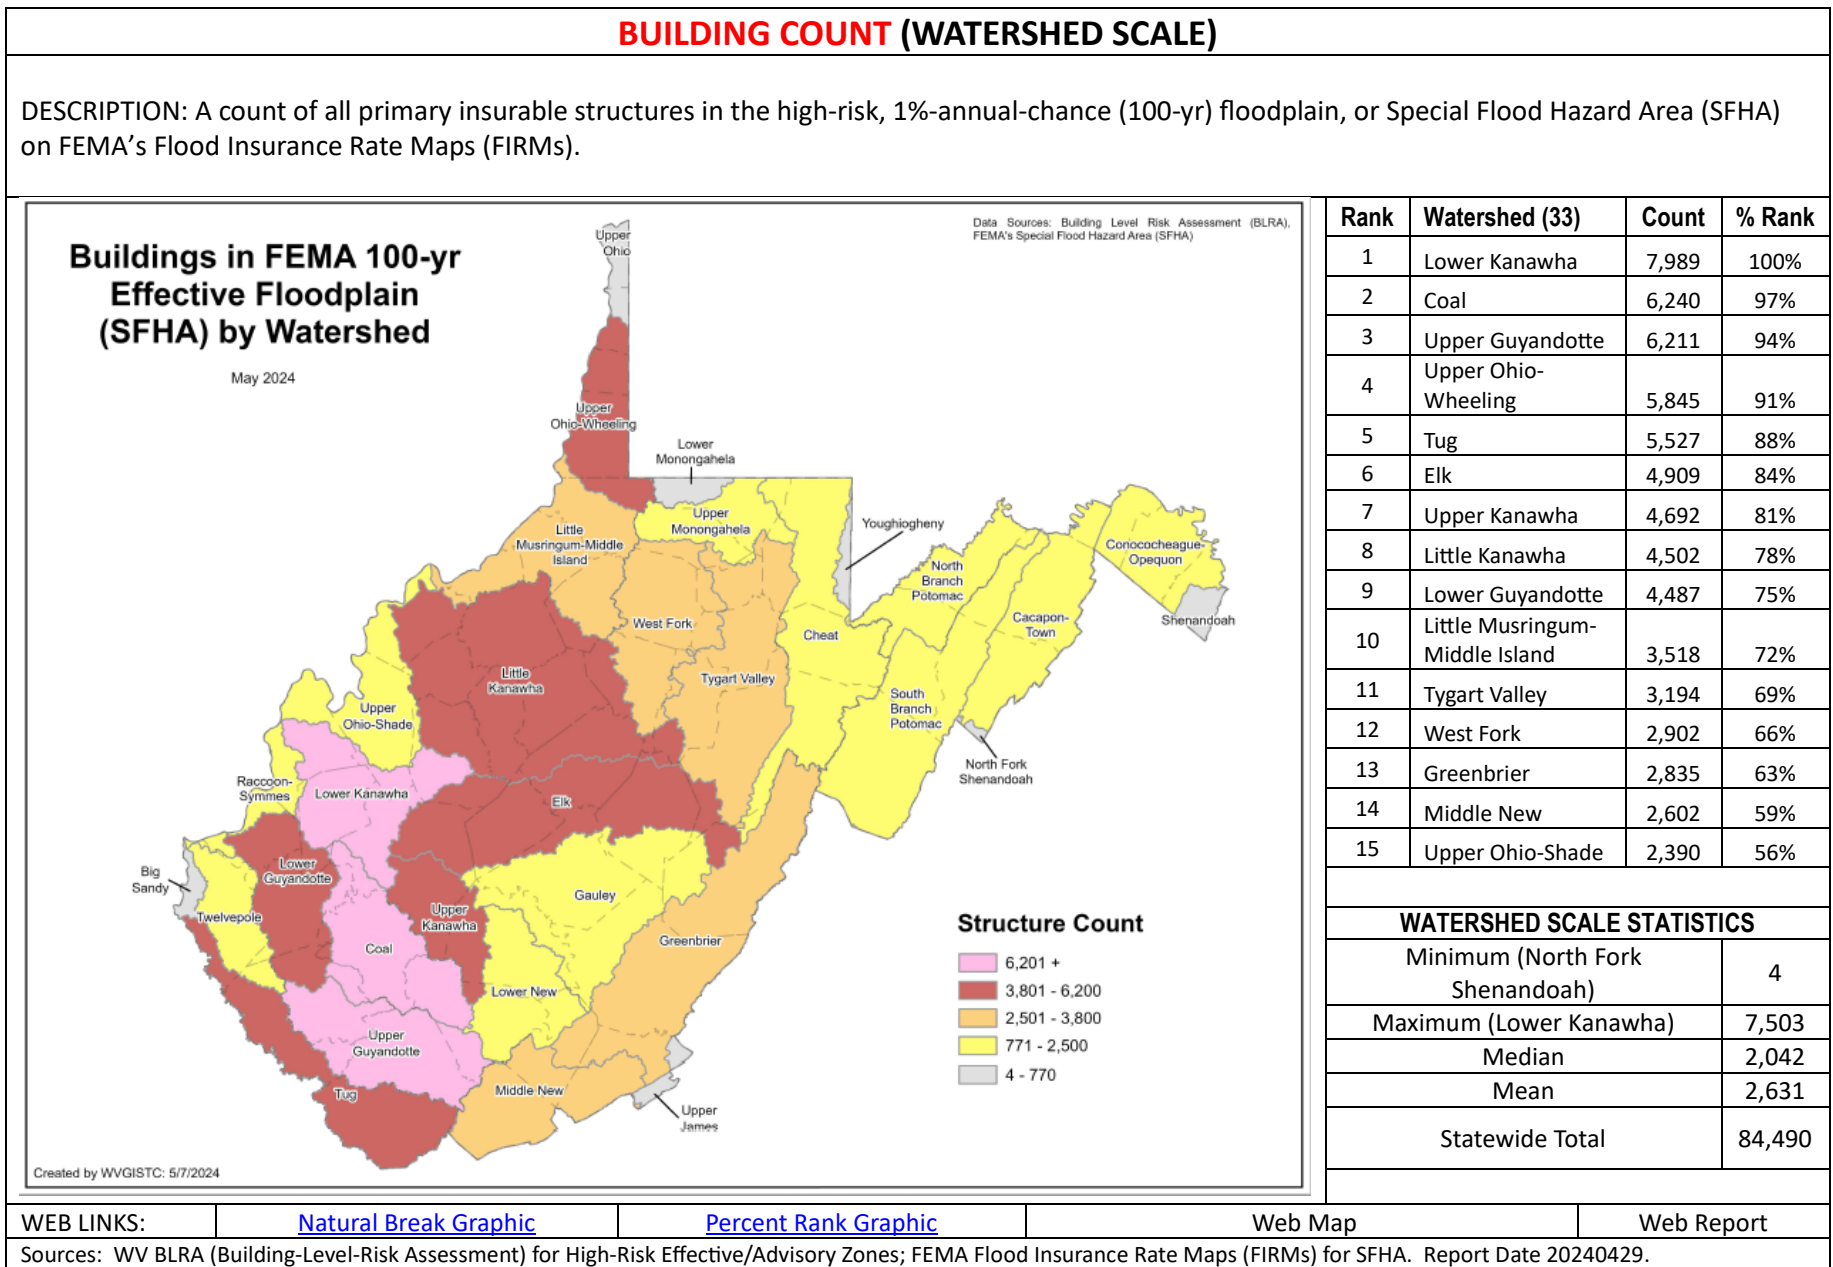 BUILDING COUNT (WATERSHED SCALE)
DESCRIPTION: A count of all primary insurable structures in the high-risk, 1%-annual-chance (100-yr) floodplain, or Special Flood Hazard Area (SFHA)
on FEMA's Flood Insurance Rate Maps (FIRMs).
Buildings in FEMA 100-yr
Effective Floodplain
(SFHA) by Watershed
May 2024
Data Sources: Building Level Risk Assessment (BLRA),
FEMA's Special Flood Hazard Area (SFHA)
Upper
Ohio
Upper
Ohio-Wheeling
Lower
Monongahela
Upper
Monongahela
Youghiogheny
Little
Musringum-Middle
Island
North
Branch
Potomac
Conococheague-
Opequon
Shenandoah
West Fork
Cheat
Cacapon-
Town
Little
Kanawha
Tygart Valley
South
Branch
Potomac
Upper
Ohio-Shade
North Fork
Shenandoah
Raccoon-
Symmes
Lower Kanawha
Elk
Big
Sandy
Lower
Guyandotte
Gauley
Twelvepole
Upper
Kanawha
Coal
Greenbrier
Lower New
Upper
Guyandotte
Tug
Middle New
Upper
James
Structure Count
6,201 +
3,801 - 6,200
2,501 - 3,800
771 - 2,500
4 - 770
Created by WVGISTC: 5/7/2024
Rank Watershed (33) Count % Rank
1 Lower Kanawha 7,989 100%
2 Coal 6,240 97%
3 Upper Guyandotte 6,211 94%
4 Upper Ohio-
Wheeling 5,845 91%
5 Tug 5,527 88%
6 Elk 4,909 84%
7 Upper Kanawha 4,692 81%
8 Little Kanawha 4,502 78%
9 Lower Guyandotte 4,487 75%
10 Little Musringum-
Middle Island 3,518 72%
11 Tygart Valley 3,194 69%
12 West Fork 2,902 66%
13 Greenbrier 2,835 63%
14 Middle New 2,602 59%
15 Upper Ohio-Shade 2,390 56%
WATERSHED SCALE STATISTICS
Minimum (North Fork
Shenandoah) 4
Maximum (Lower Kanawha) 7,503
Median 2,042
Mean 2,631
Statewide Total 84,490
WEB LINKS: Natural Break Graphic Percent Rank Graphic Web Map Web Report
Sources: WV BLRA (Building-Level-Risk Assessment) for High-Risk Effective/Advisory Zones; FEMA Flood Insurance Rate Maps (FIRMs) for SFHA. Report Date 20240429.